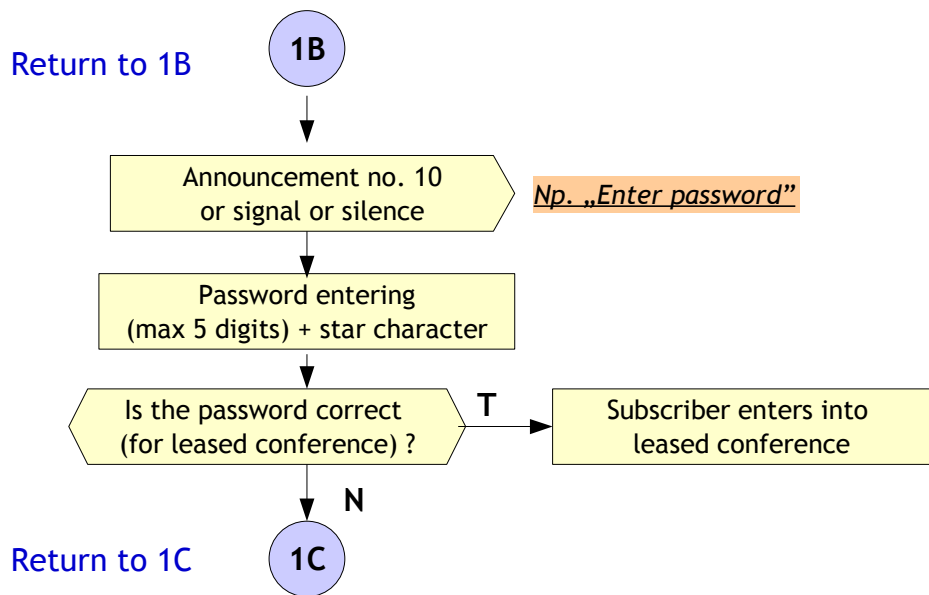 1B
Return to 1B
Announcement no. 10
or signal or silence
Np. „Enter password”
Password entering
(max 5 digits) + star character
Is the password correct
(for leased conference) ?
T
Subscriber enters into
leased conference
N
1C
Return to 1C